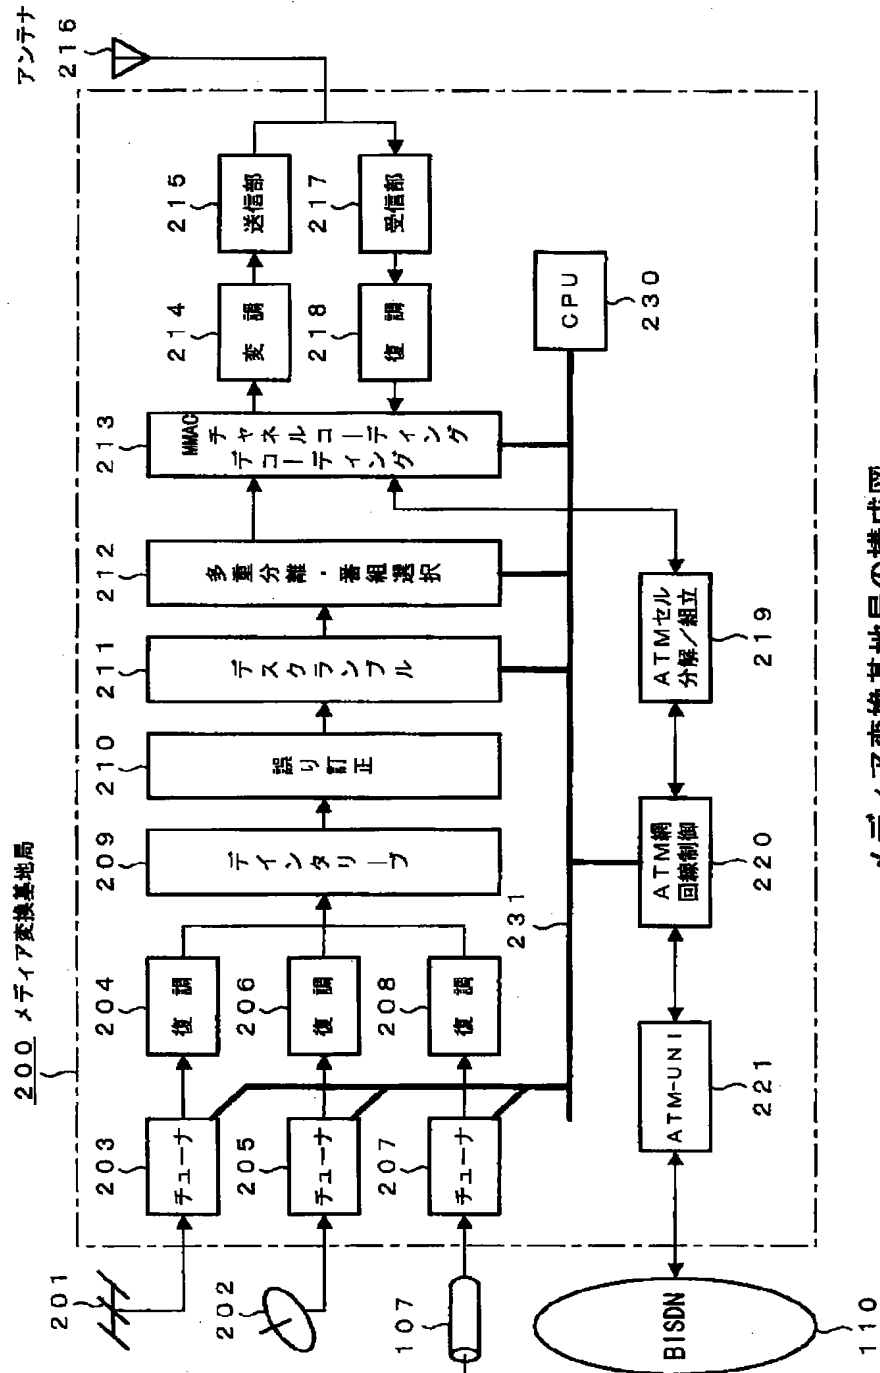 200 メディア変換基地局
アンテナ
216
201
202
107
BISDN
110
203
チューナ
205
チューナ
207
チューナ
204
復調
206
復調
208
復調
209
デインタリーブ
210
誤り訂正
211
デスクランブル
212
多重分離・番組選択
213
MMAC
チャネルコーディング
デコーディング
214
変調
215
送信部
217
受信部
218
復調
CPU
230
231
ATMセル
分解／組立
219
ATM網
回線制御
220
ATM-UNI
221
メディア変換基地局の構成図